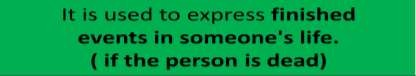 It is used to express finished
events in someone's life.
( if the person is dead)